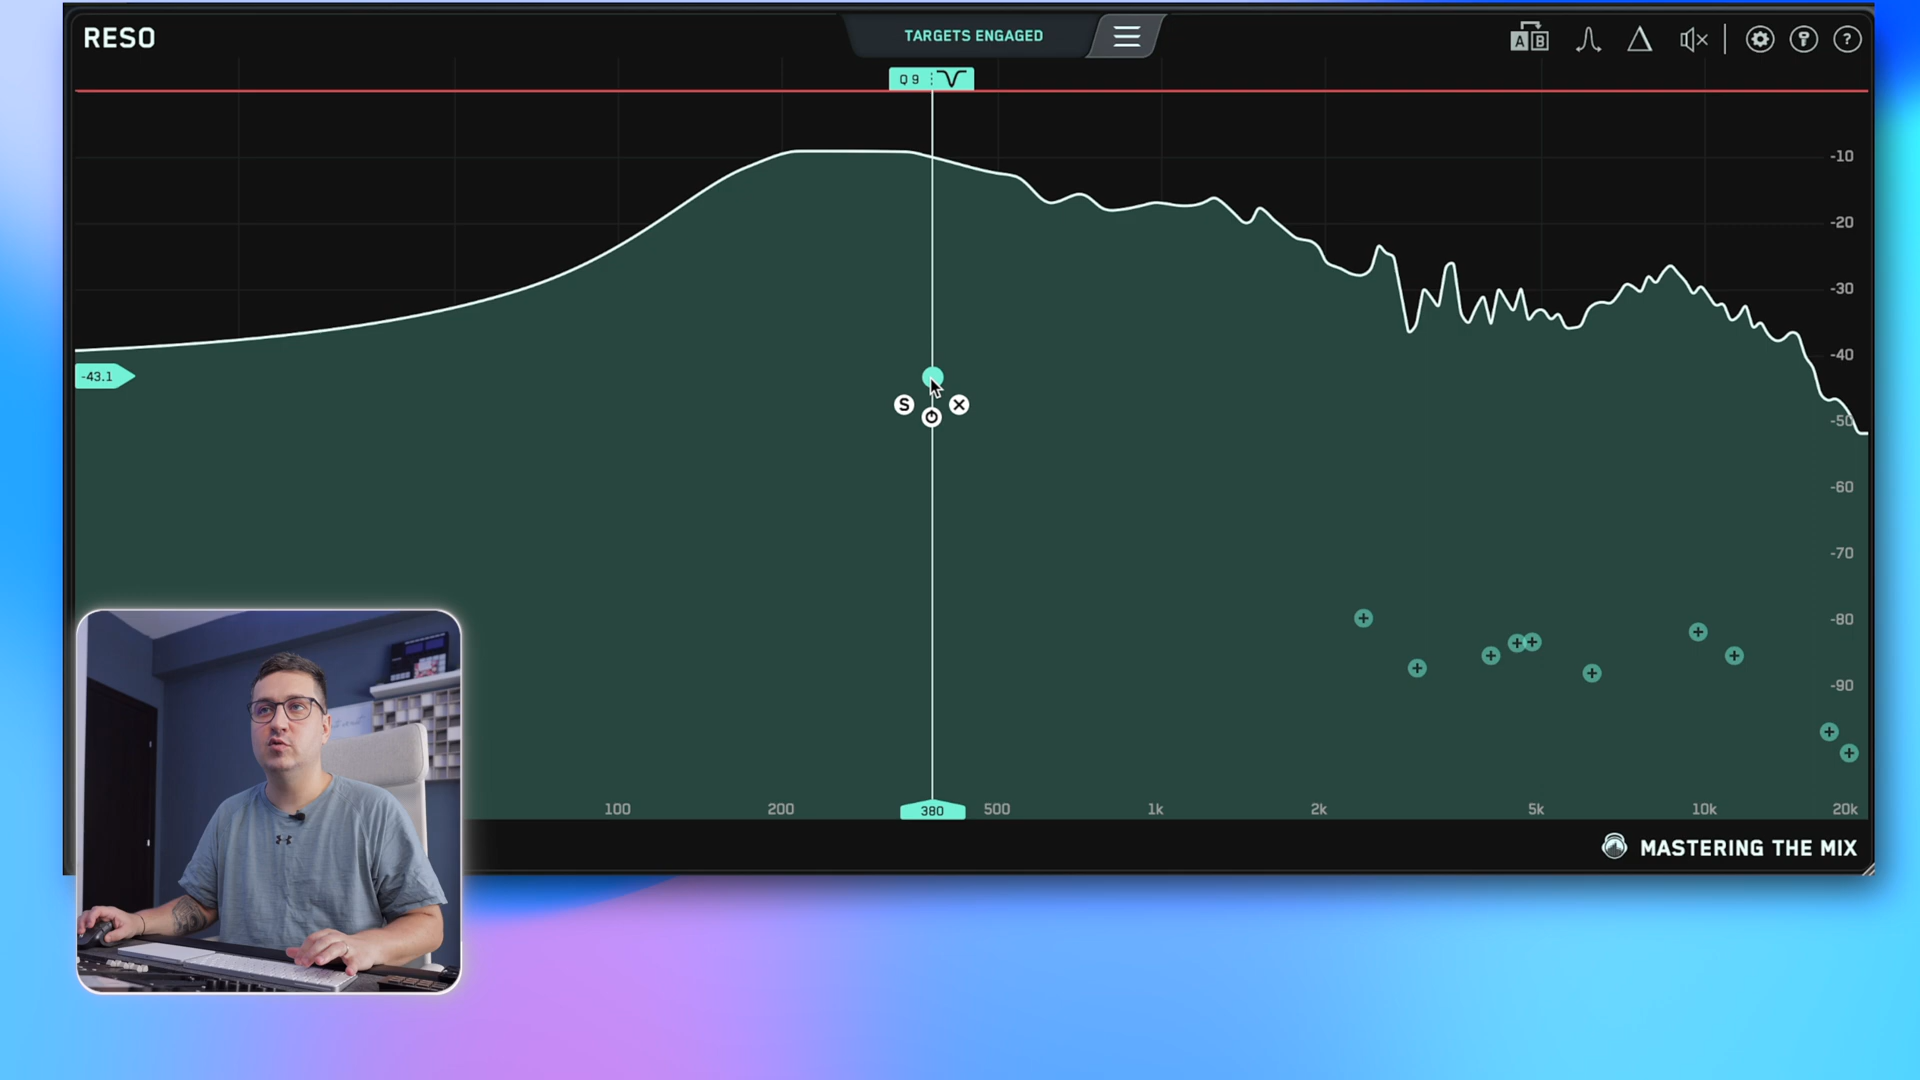 RESO
TARGETS ENGAGED
A B
?
Q 9
-10
-20
-30
-40
-43.1
S
-50
-60
-70
-80
-90
100 200 380 500 1k 2k 5k 10k 20k
MASTERING THE MIX